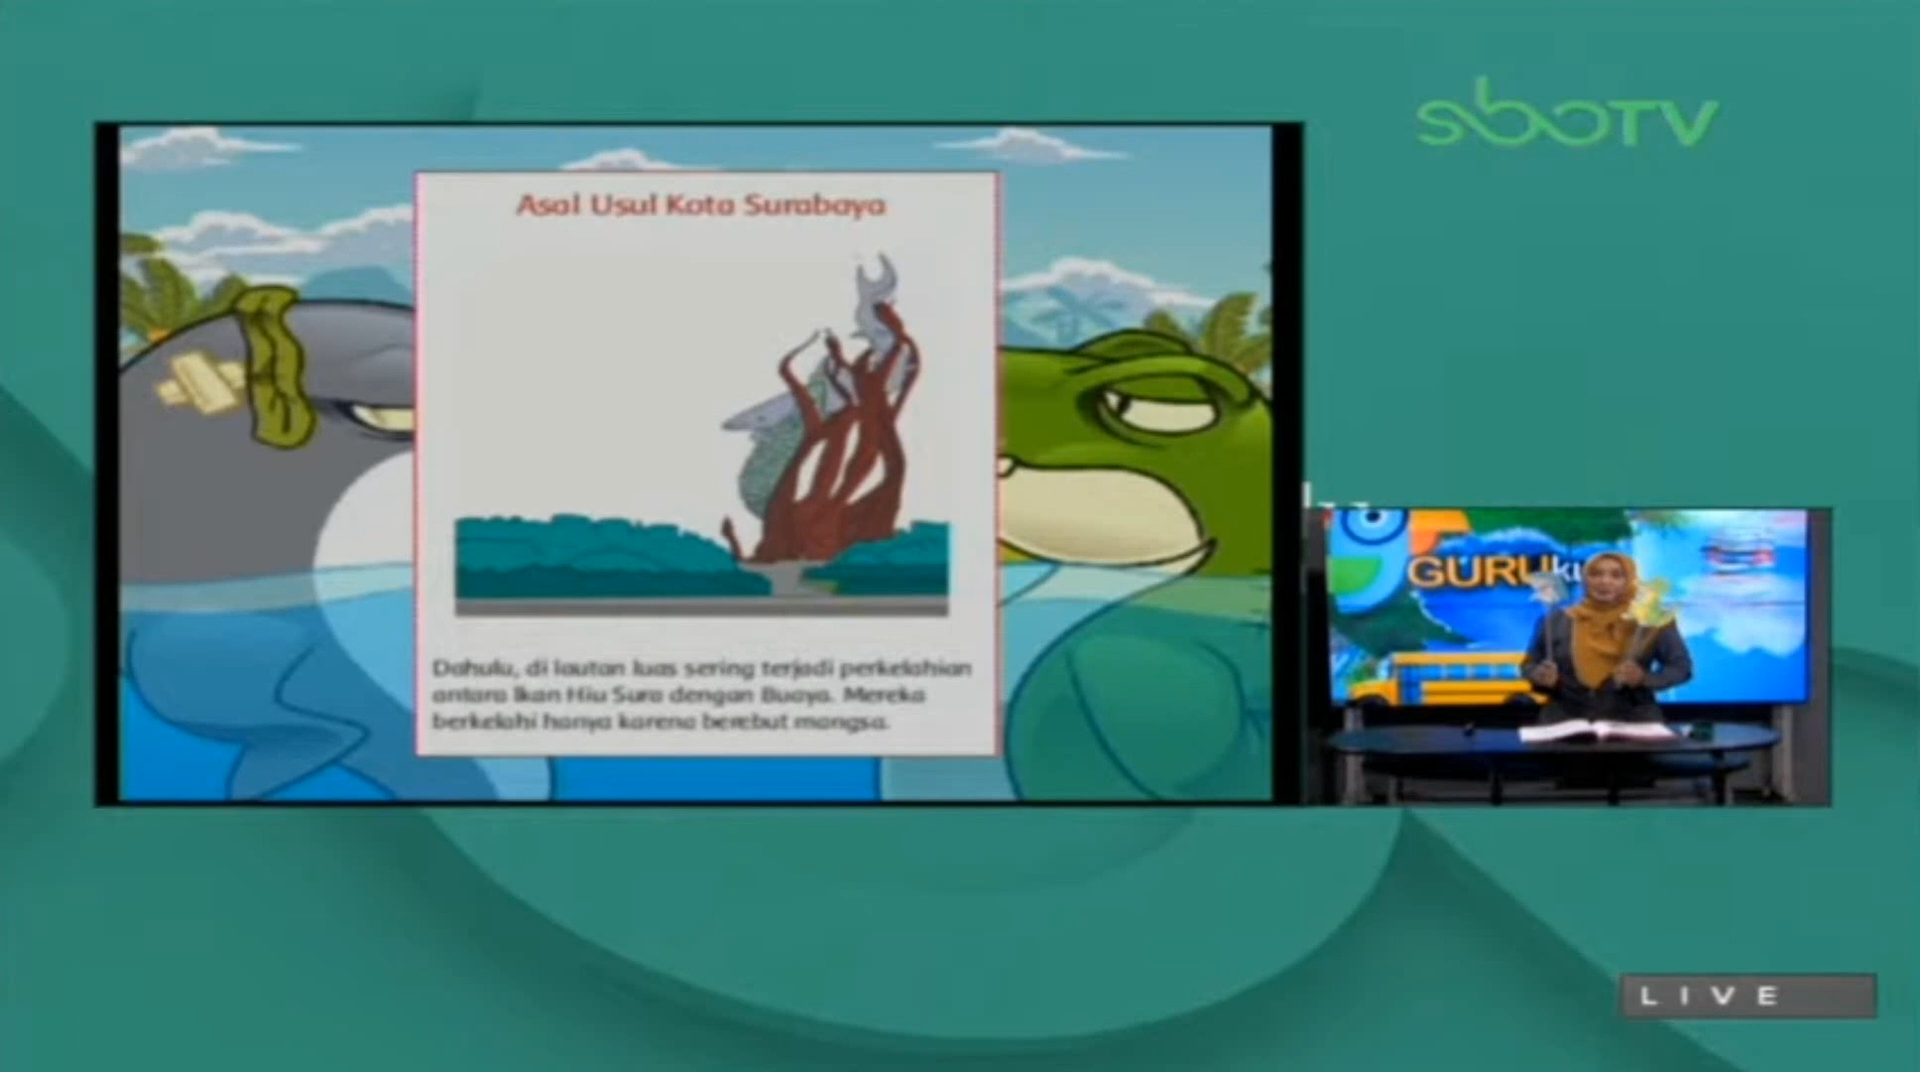 sboTV
Asal Usul Kota Surabaya
Dahulu, di lautan luas sering terjadi perkelahian
antara Ikan Hiu Sura dengan Buaya. Mereka
berkelahi hanya karena berebut mangsa.
GURUku
LIVE